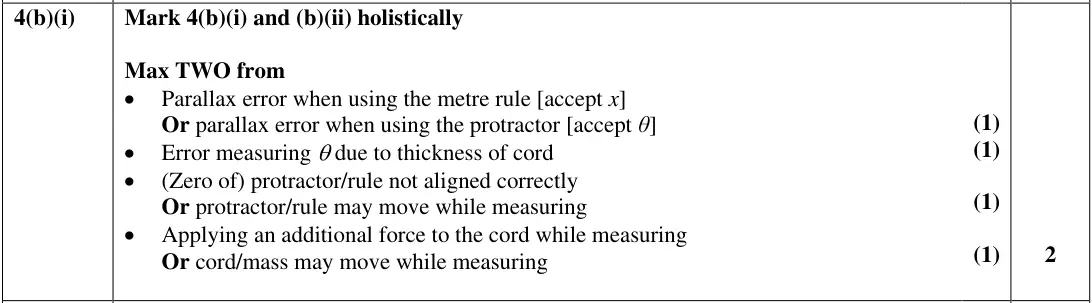 4(b)(i) Mark 4(b)(i) and (b)(ii) holistically
Max TWO from
• Parallax error when using the metre rule [accept x]
Or parallax error when using the protractor [accept θ] (1)
• Error measuring θ due to thickness of cord (1)
• (Zero of) protractor/rule not aligned correctly
Or protractor/rule may move while measuring (1)
• Applying an additional force to the cord while measuring
Or cord/mass may move while measuring (1) 2